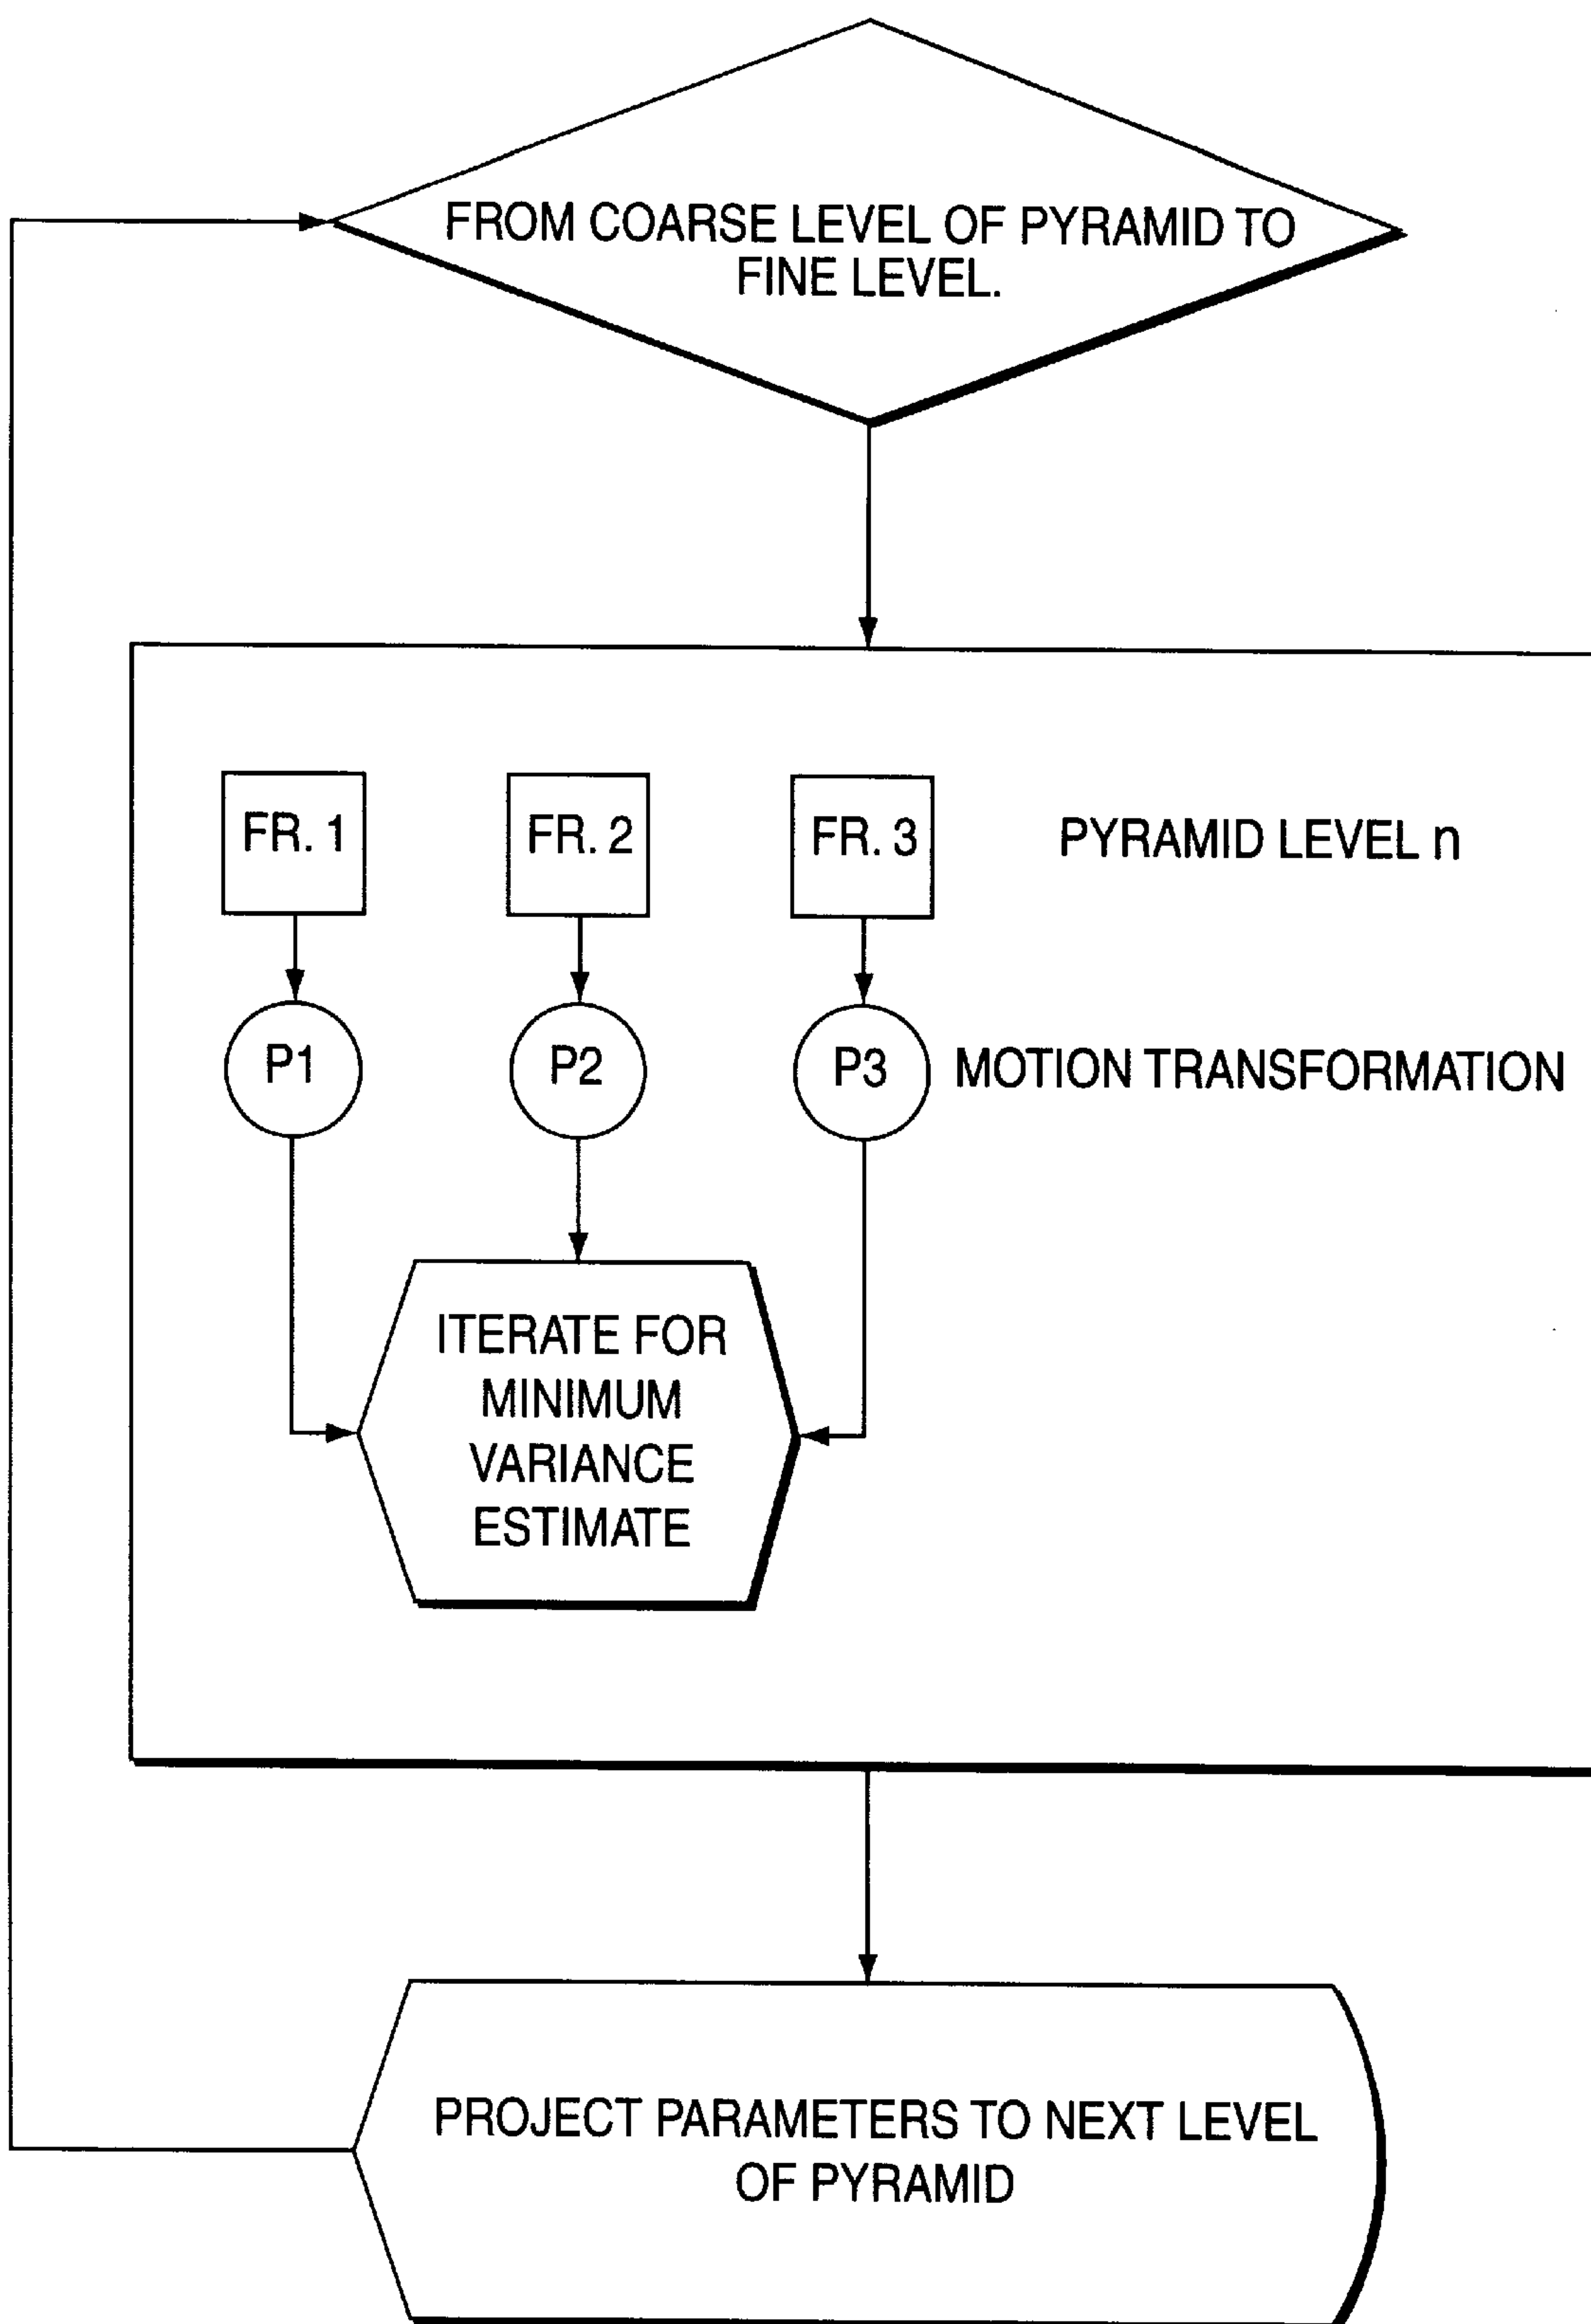 FROM COARSE LEVEL OF PYRAMID TO
FINE LEVEL.
FR. 1
FR. 2
FR. 3
PYRAMID LEVEL n
P1
P2
P3
MOTION TRANSFORMATION
ITERATE FOR
MINIMUM
VARIANCE
ESTIMATE
PROJECT PARAMETERS TO NEXT LEVEL
OF PYRAMID